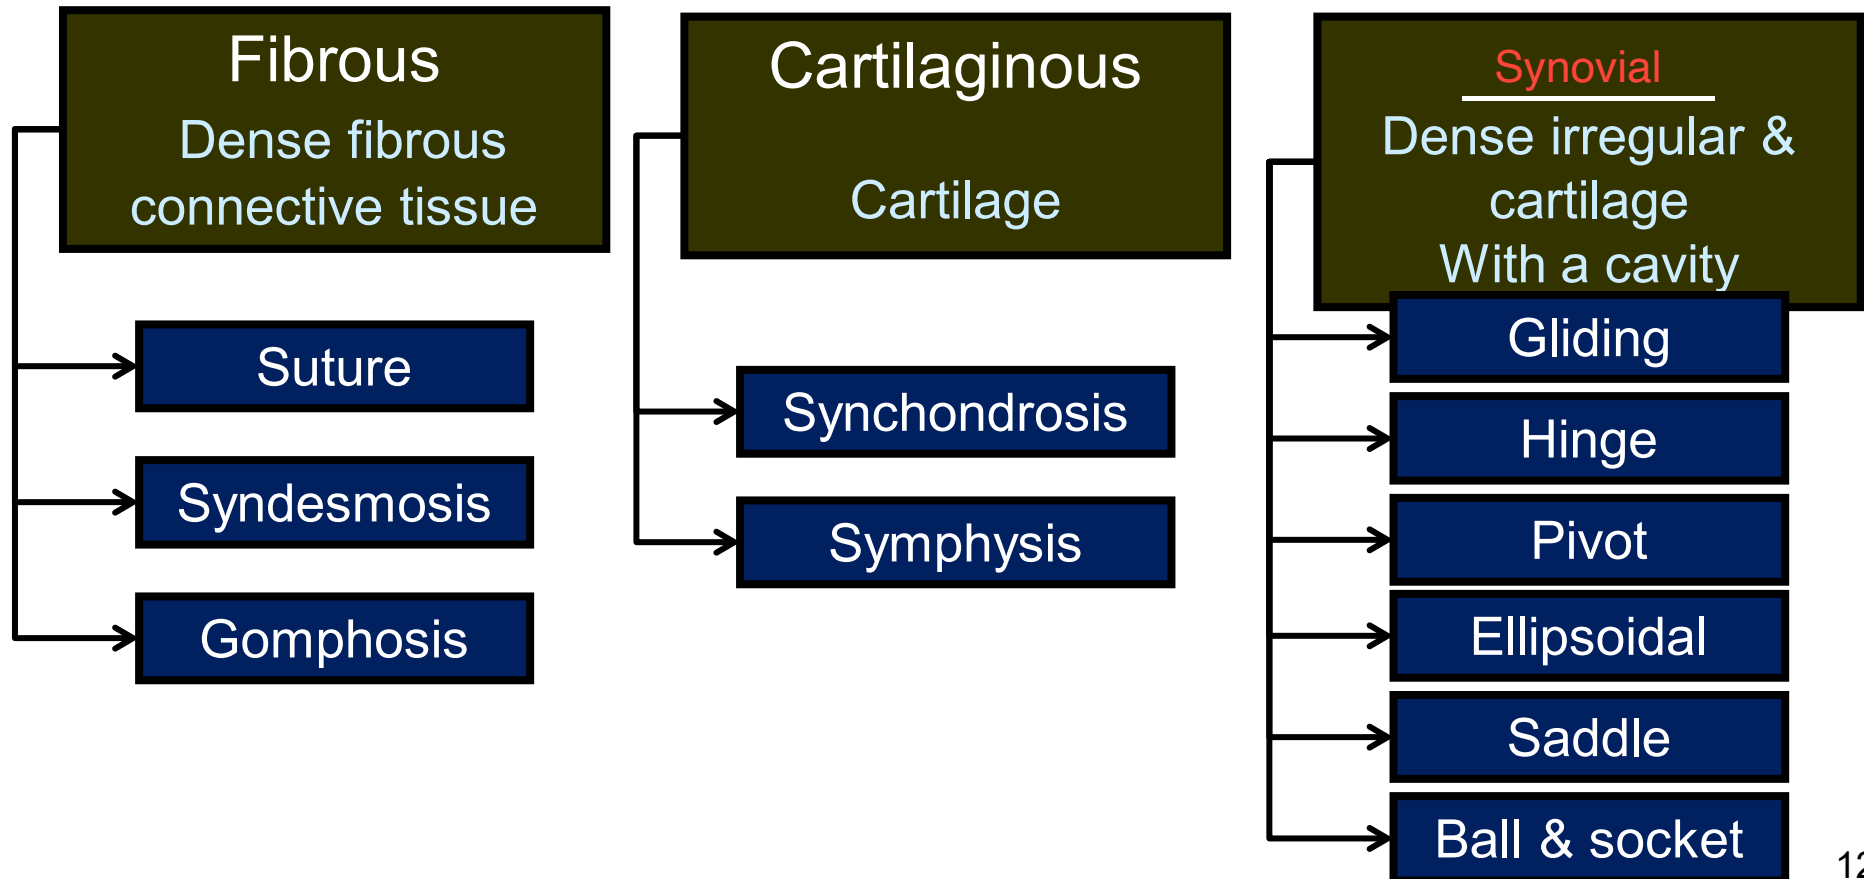 Fibrous
Dense fibrous
connective tissue
Suture
Syndesmosis
Gomphosis
Cartilaginous
Cartilage
Synchondrosis
Symphysis
Synovial
Dense irregular &
cartilage
With a cavity
Gliding
Hinge
Pivot
Ellipsoidal
Saddle
Ball & socket
12